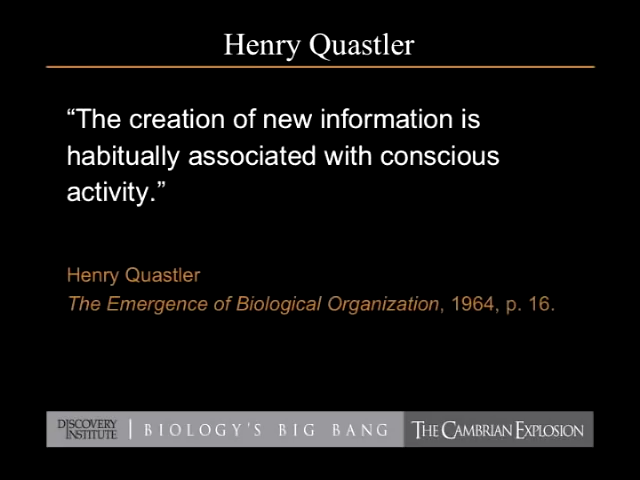 Henry Quastler
“The creation of new information is
habitually associated with conscious
activity.”
Henry Quastler
The Emergence of Biological Organization, 1964, p. 16.
DISCOVERY
INSTITUTE
BIOLOGY'S BIG BANG
THE CAMBRIAN EXPLOSION